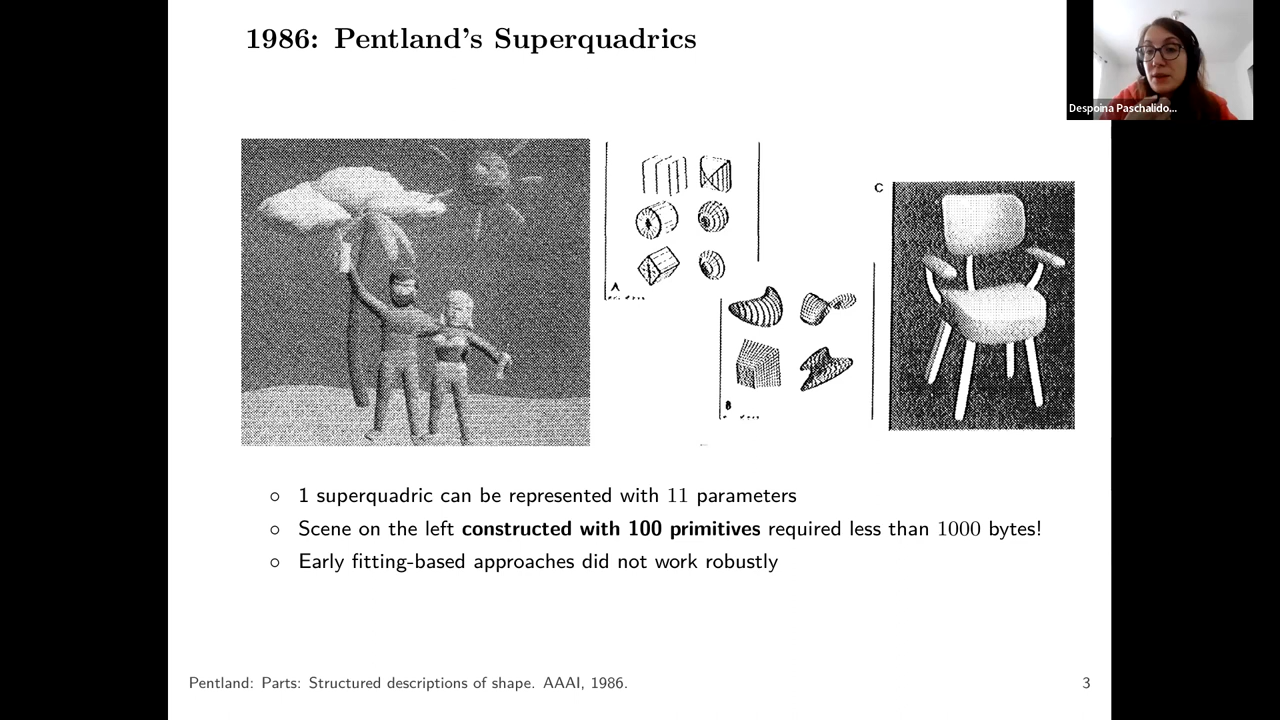 1986: Pentland's Superquadrics
Despoina Paschalido...
A
B
C
○ 1 superquadric can be represented with 11 parameters
○ Scene on the left constructed with 100 primitives required less than 1000 bytes!
○ Early fitting-based approaches did not work robustly
Pentland: Parts: Structured descriptions of shape. AAAI, 1986.
3